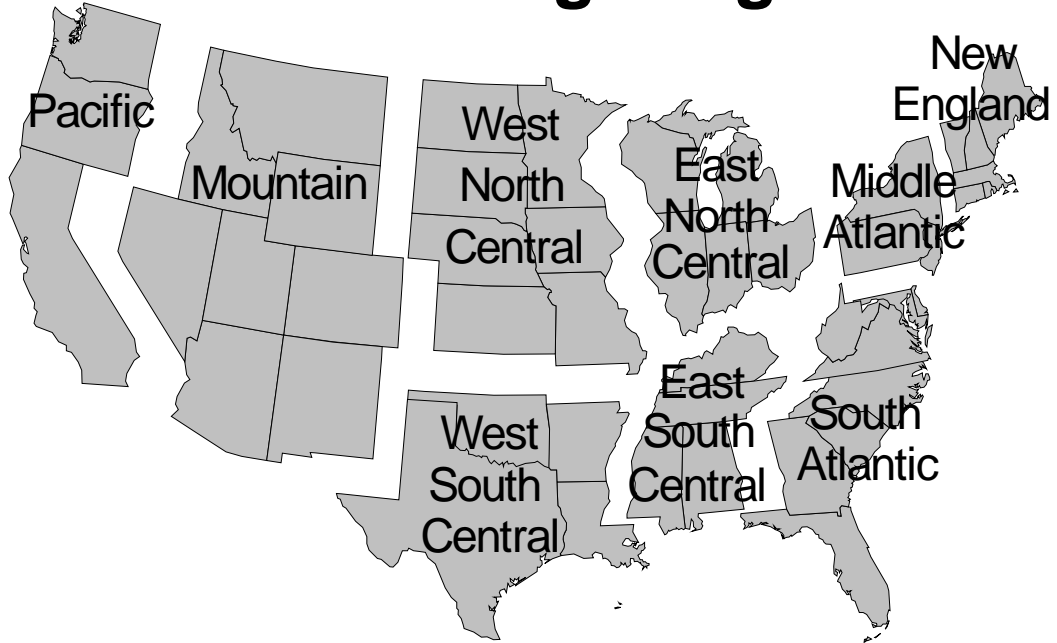 Pacific
Mountain
West
North
Central
East
North
Central
New
England
Middle
Atlantic
West
South
Central
East
South
Central
South
Atlantic